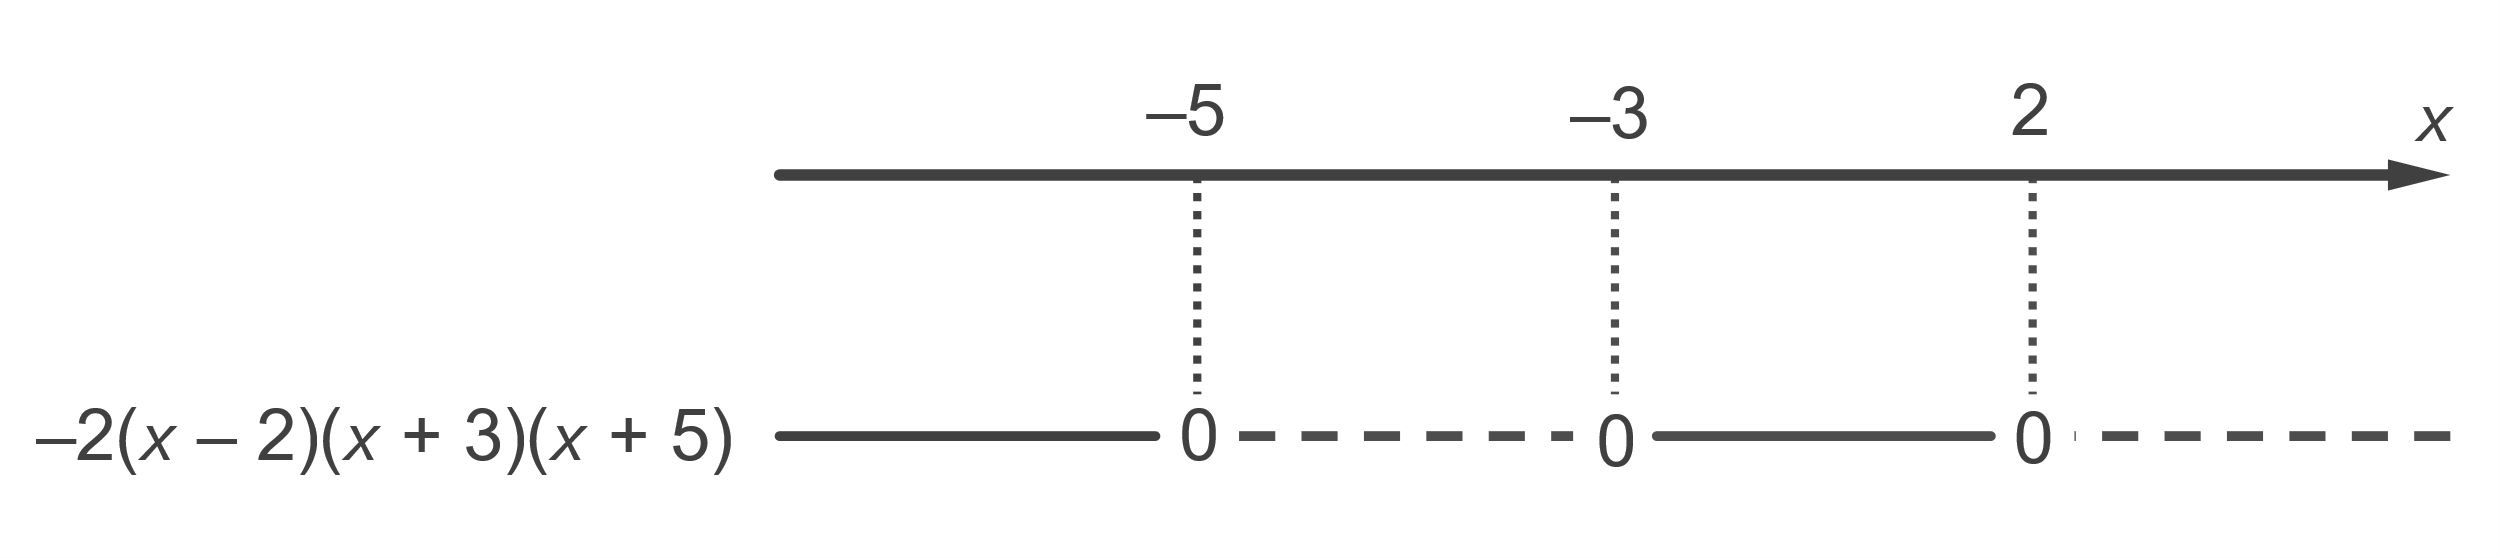 –5 –3 2 x
–2(x – 2)(x + 3)(x + 5) 0 0 0